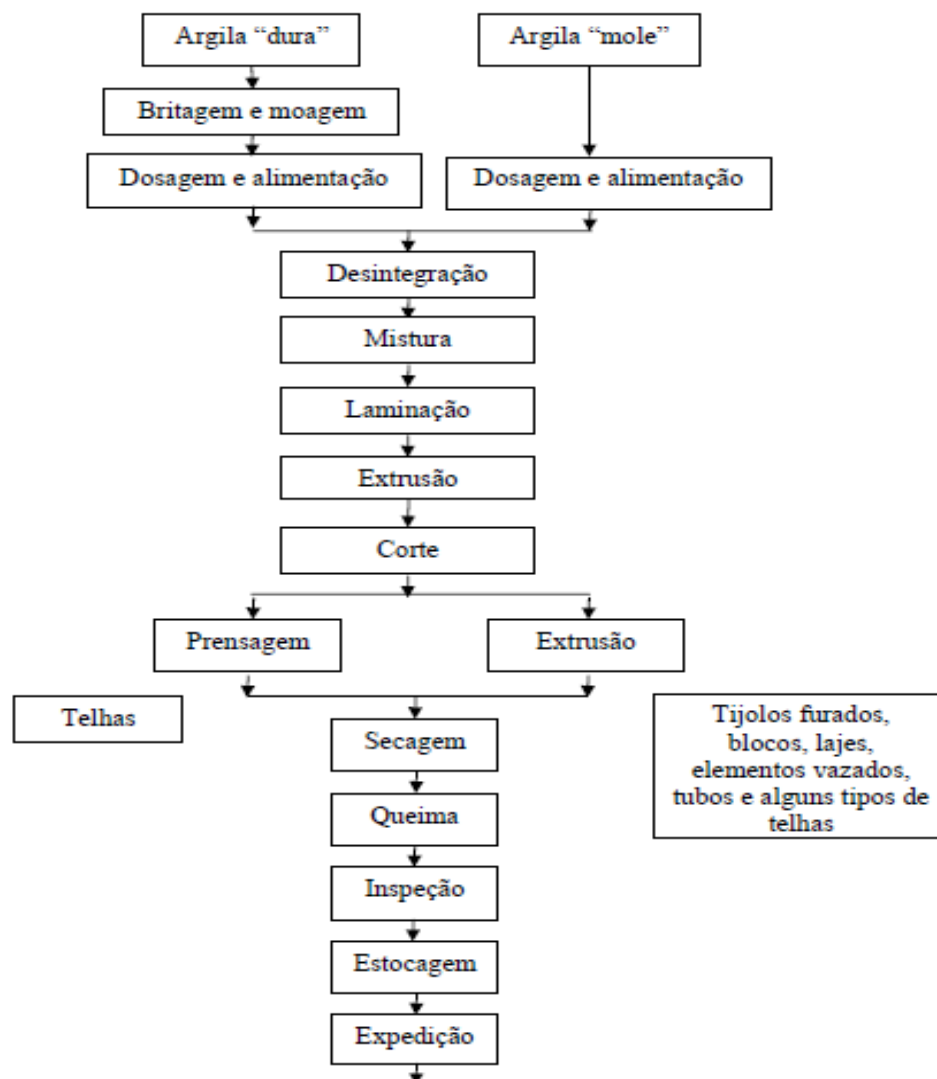 Argila “dura”
Argila “mole”
Britagem e moagem
Dosagem e alimentação
Dosagem e alimentação
Desintegração
Mistura
Laminação
Extrusão
Corte
Prensagem
Extrusão
Telhas
Tijolos furados,
blocos, lajes,
elementos vazados,
tubos e alguns tipos de
telhas
Secagem
Queima
Inspeção
Estocagem
Expedição